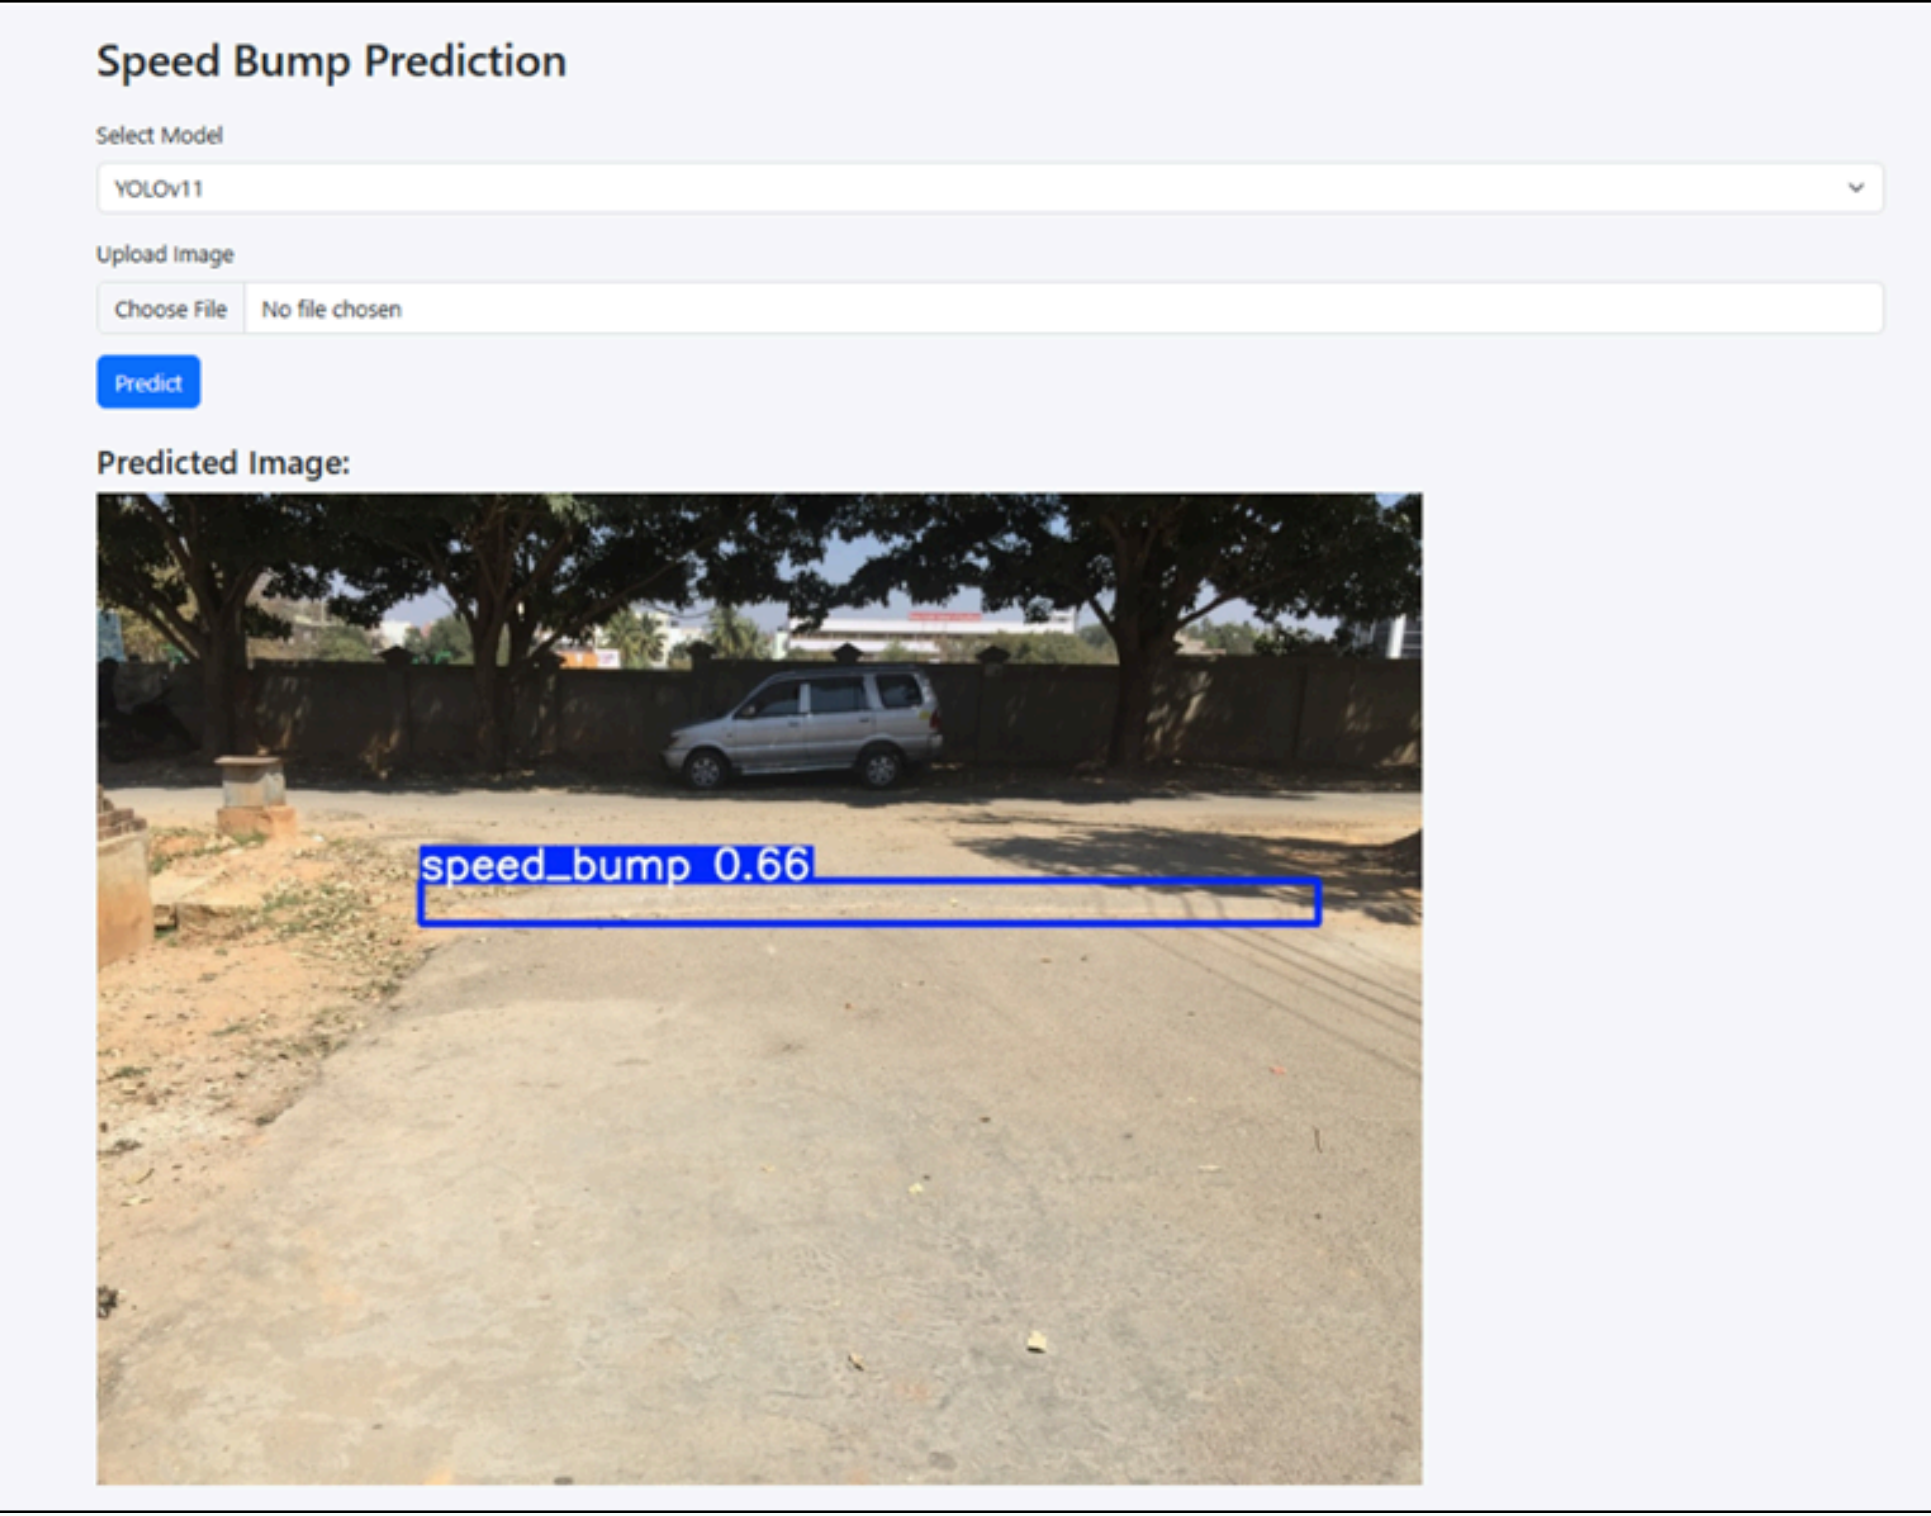 Speed Bump Prediction
Select Model
YOLOv11
Upload Image
Choose File No file chosen
Predict
Predicted Image:
speed_bump 0.66